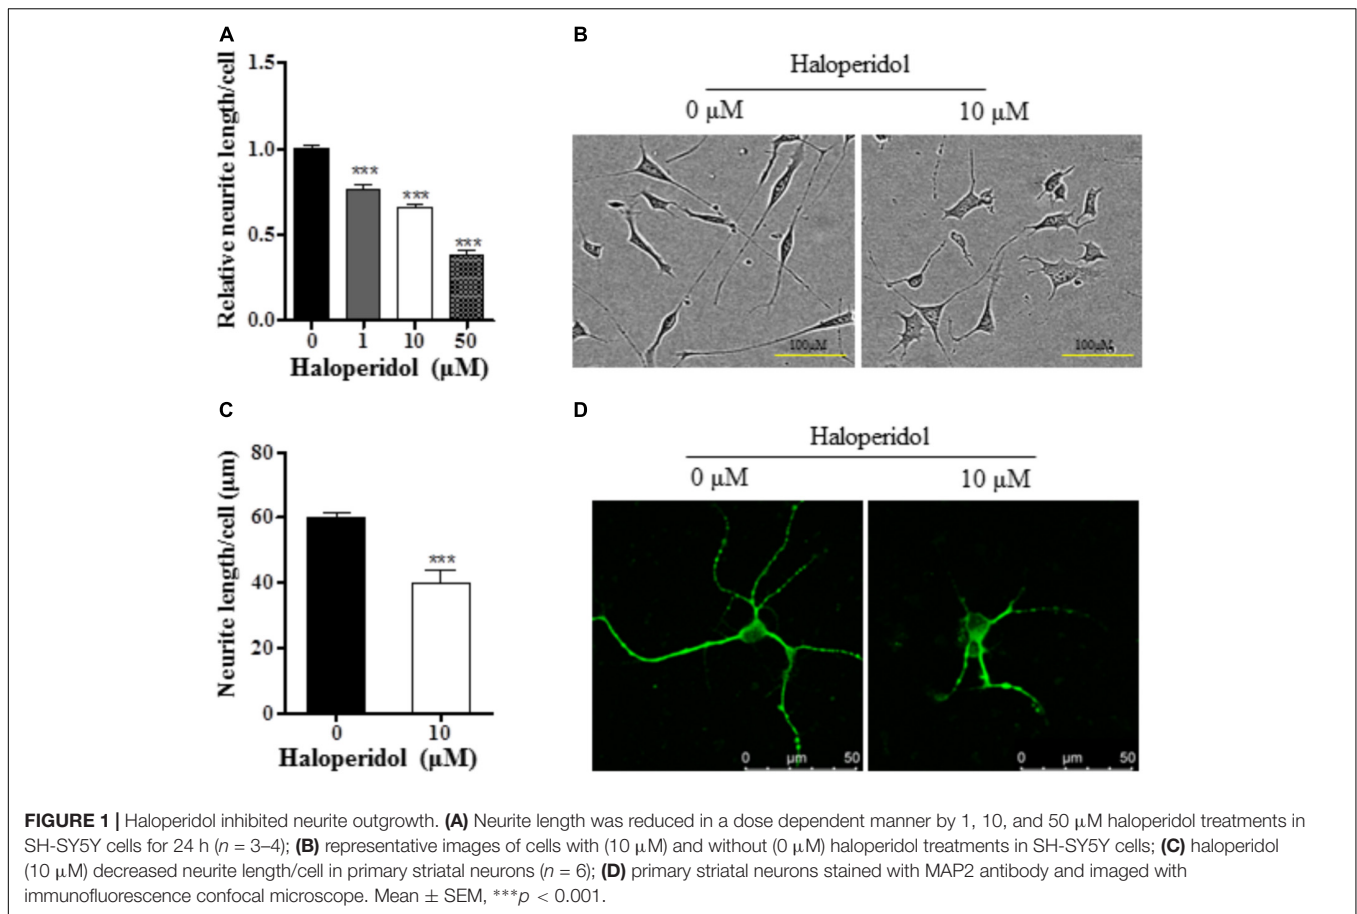 A
Relative neurite length/cell
1.5
1.0
0.5
0.0
***
***
***
0 1 10 50
Haloperidol (µM)
B
Haloperidol
0 µM 10 µM
100µM 100µM
C
Neurite length/cell (µm)
80
60
40
20
0
***
0 10
Haloperidol (µM)
D
Haloperidol
0 µM 10 µM
0 µm 50 0 µm 50
FIGURE 1 | Haloperidol inhibited neurite outgrowth. (A) Neurite length was reduced in a dose dependent manner by 1, 10, and 50 µM haloperidol treatments in
SH-SY5Y cells for 24 h (n = 3–4); (B) representative images of cells with (10 µM) and without (0 µM) haloperidol treatments in SH-SY5Y cells; (C) haloperidol
(10 µM) decreased neurite length/cell in primary striatal neurons (n = 6); (D) primary striatal neurons stained with MAP2 antibody and imaged with
immunofluorescence confocal microscope. Mean ± SEM, ***p < 0.001.